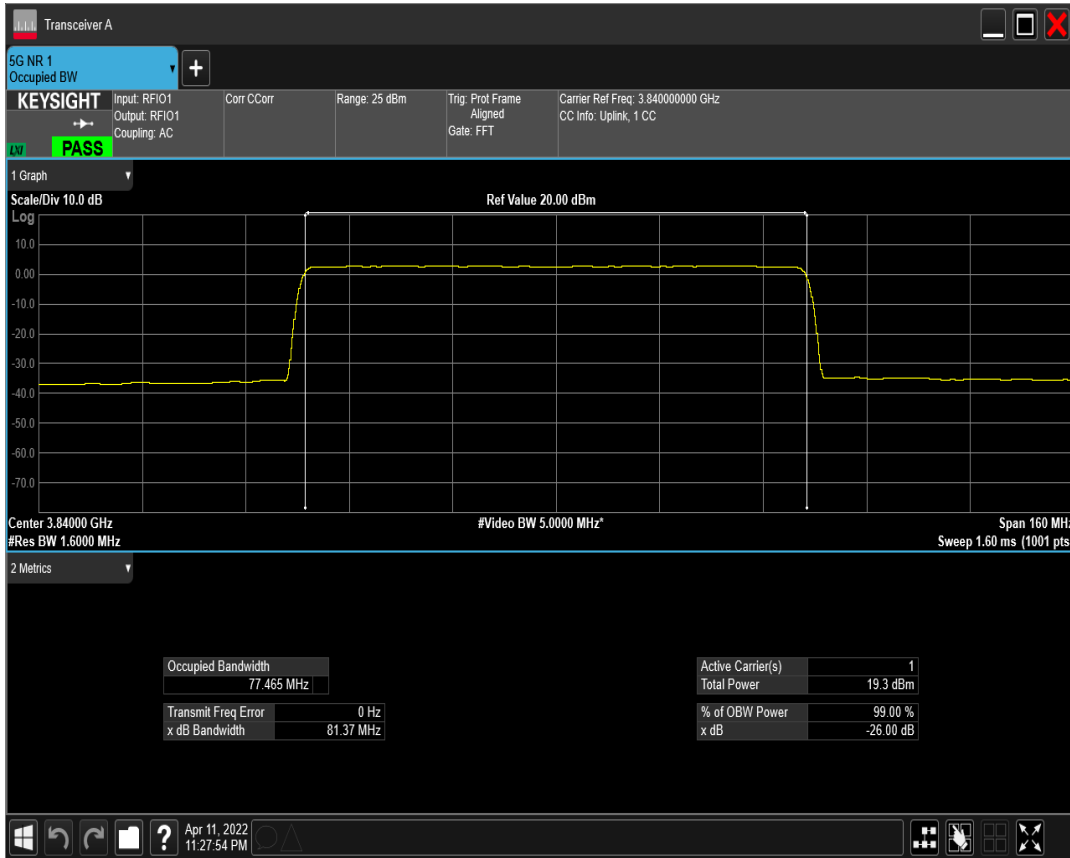 Transceiver A
5G NR 1
Occupied BW
KEYSIGHT
LXI
PASS
Input: RFIO1
Output: RFIO1
Coupling: AC
Corr CCorr
Range: 25 dBm
Trig: Prot Frame
Aligned
Gate: FFT
Carrier Ref Freq: 3.840000000 GHz
CC Info: Uplink, 1 CC
1 Graph
Scale/Div 10.0 dB
Ref Value 20.00 dBm
Log
10.0
0.00
-10.0
-20.0
-30.0
-40.0
-50.0
-60.0
-70.0
Center 3.84000 GHz
#Video BW 5.0000 MHz*
Span 160 MHz
#Res BW 1.6000 MHz
Sweep 1.60 ms (1001 pts
2 Metrics
Occupied Bandwidth
77.465 MHz
Transmit Freq Error 0 Hz
x dB Bandwidth 81.37 MHz
Active Carrier(s) 1
Total Power 19.3 dBm
% of OBW Power 99.00 %
x dB -26.00 dB
?
Apr 11, 2022
11:27:54 PM